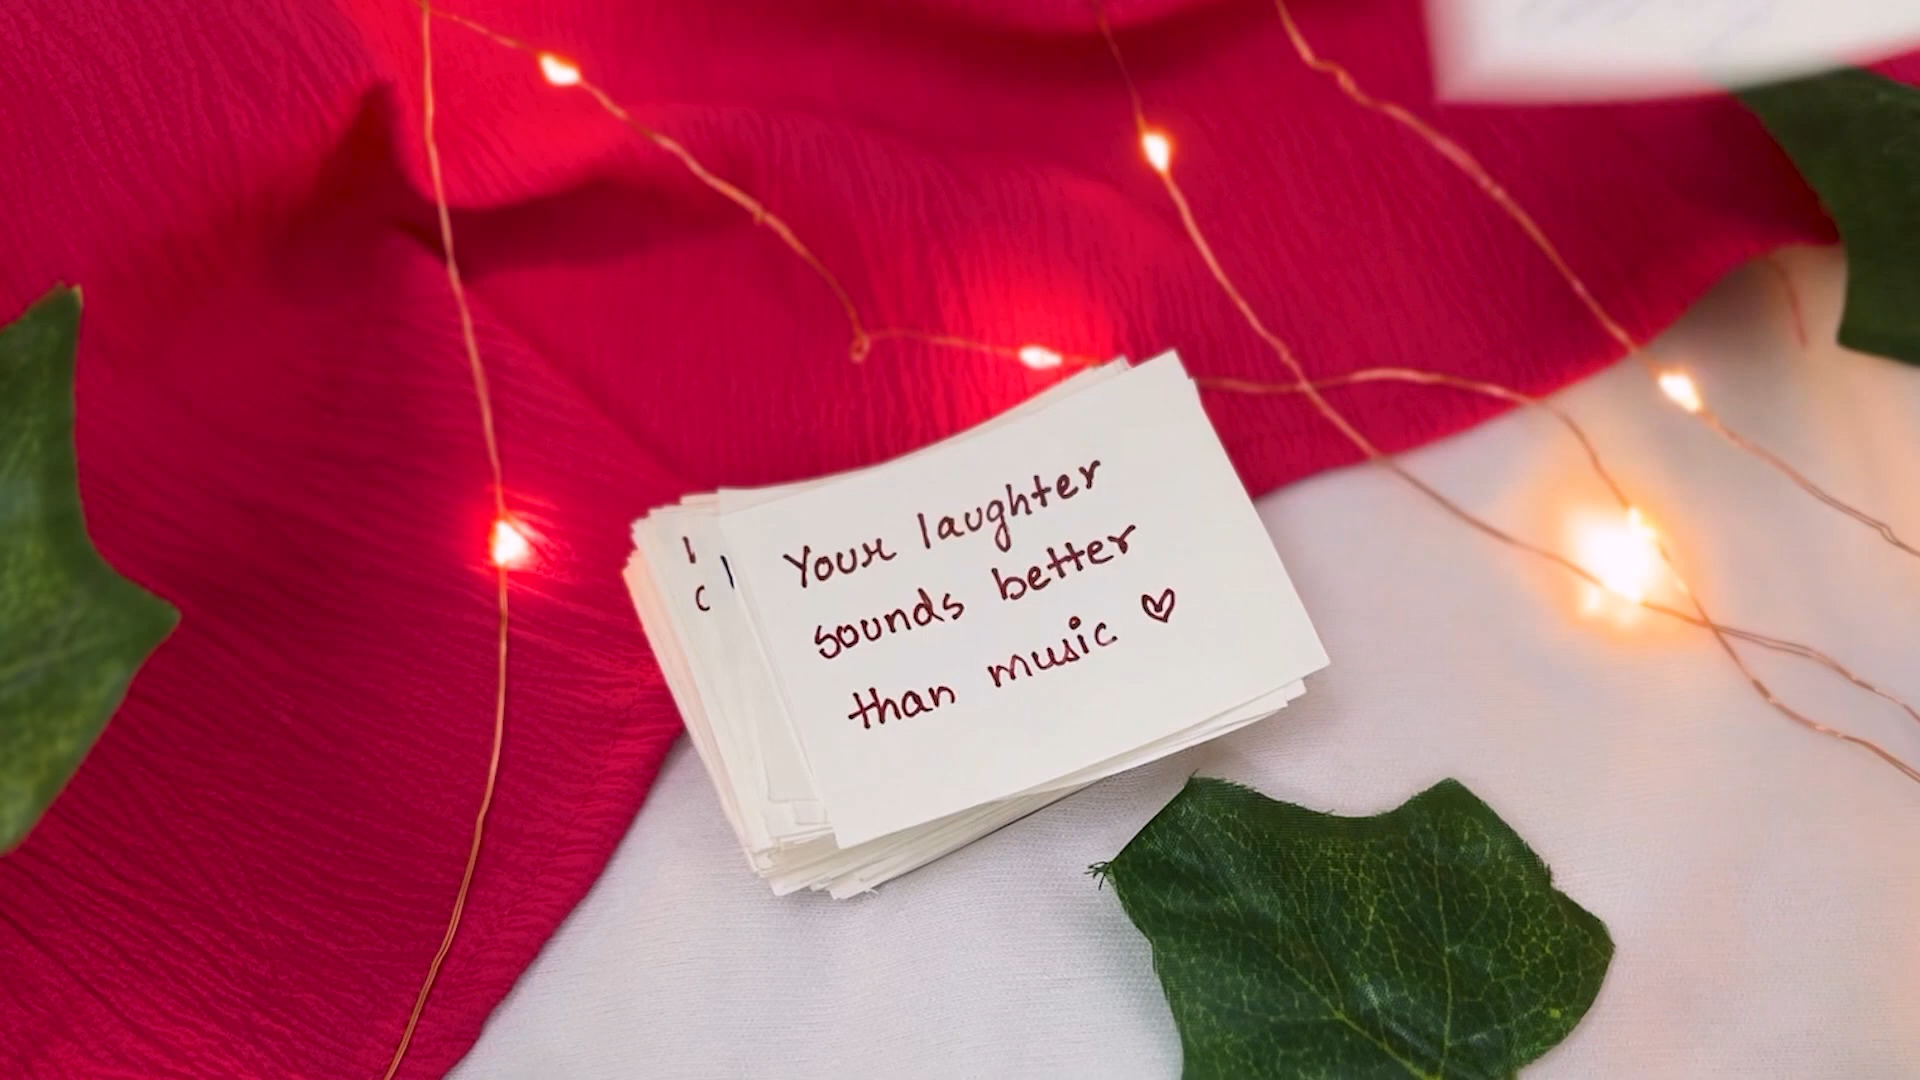 Your laughter
sounds better
than music ♡